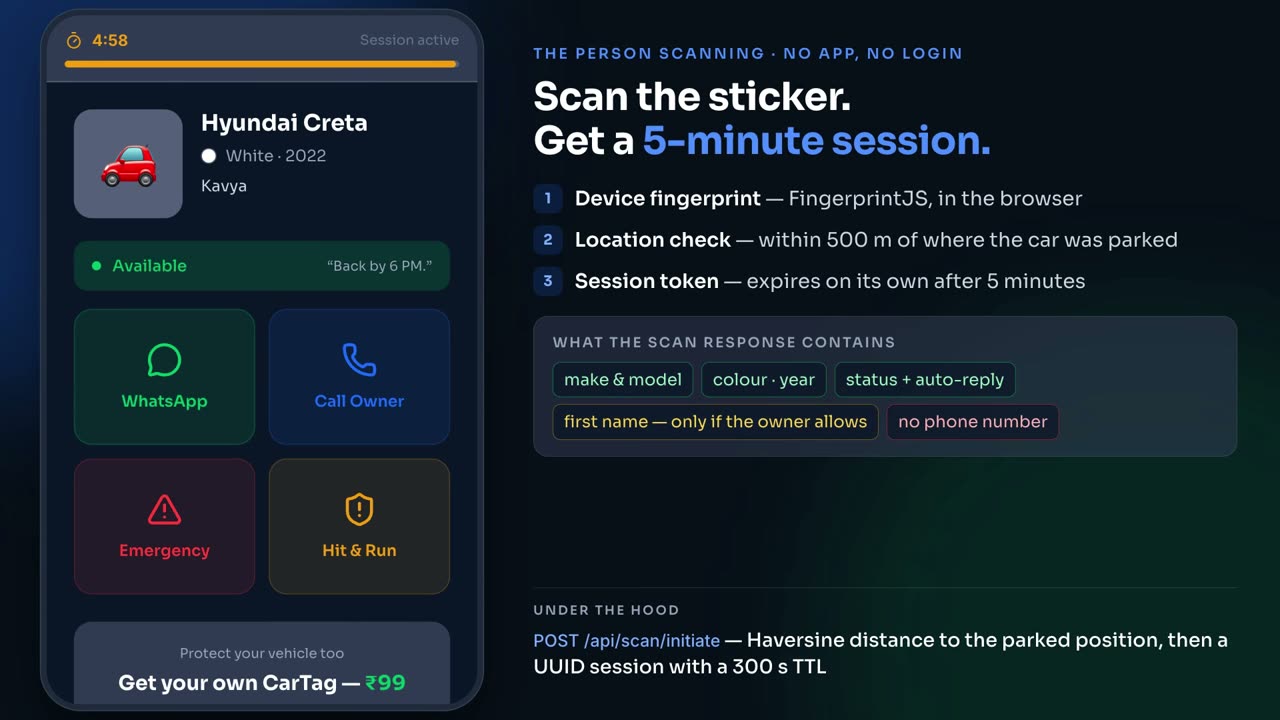 4:58
Session active
Hyundai Creta
White · 2022
Kavya
Available
“Back by 6 PM.”
WhatsApp
Call Owner
Emergency
Hit & Run
Protect your vehicle too
Get your own CarTag — ₹99
THE PERSON SCANNING · NO APP, NO LOGIN
Scan the sticker.
Get a 5-minute session.
1 Device fingerprint — FingerprintJS, in the browser
2 Location check — within 500 m of where the car was parked
3 Session token — expires on its own after 5 minutes
WHAT THE SCAN RESPONSE CONTAINS
make & model
colour · year
status + auto-reply
first name — only if the owner allows
no phone number
UNDER THE HOOD
POST /api/scan/initiate — Haversine distance to the parked position, then a
UUID session with a 300 s TTL